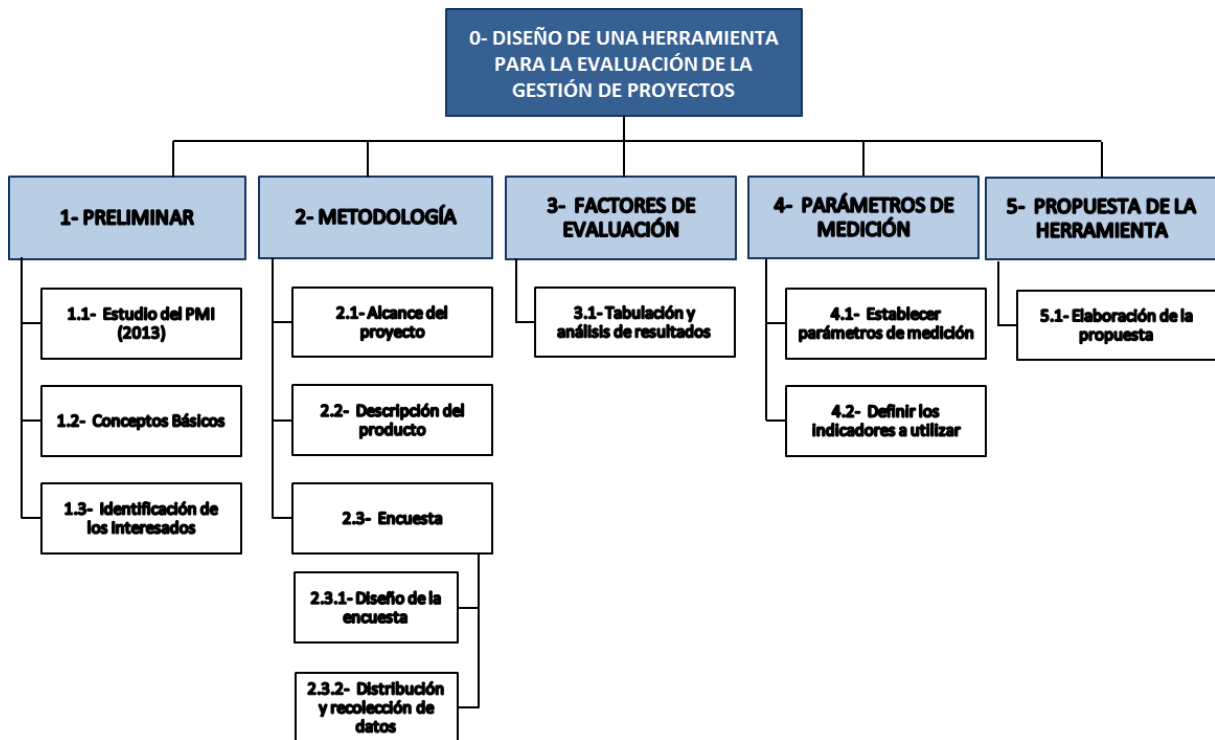 0- DISEÑO DE UNA HERRAMIENTA
PARA LA EVALUACIÓN DE LA
GESTIÓN DE PROYECTOS
1- PRELIMINAR
2- METODOLOGÍA
3- FACTORES DE
EVALUACIÓN
4- PARÁMETROS DE
MEDICIÓN
5- PROPUESTA DE LA
HERRAMIENTA
1.1- Estudio del PMI
(2013)
1.2- Conceptos Básicos
1.3- Identificación de
los Interesados
2.1- Alcance del
proyecto
2.2- Descripción del
producto
2.3- Encuesta
2.3.1- Diseño de la
encuesta
2.3.2- Distribución
y recolección de
datos
3.1- Tabulación y
análisis de resultados
4.1- Establecer
parámetros de medición
4.2- Definir los
indicadores a utilizar
5.1- Elaboración de la
propuesta